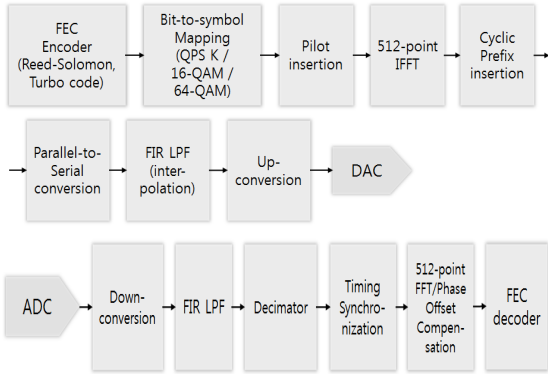 FEC
Encoder
(Reed-Solomon,
Turbo code)
Bit-to-symbol
Mapping
(QPS K /
16-QAM /
64-QAM)
Pilot
insertion
512-point
IFFT
Cyclic
Prefix
insertion
Parallel-to-
Serial
conversion
FIR LPF
(inter-
polation)
Up-
conversion
DAC
ADC
Down-
conversion
FIR LPF
Decimator
Timing
Synchro-
nization
512-point
FFT/Phase
Offset
Compen-
sation
FEC
decoder